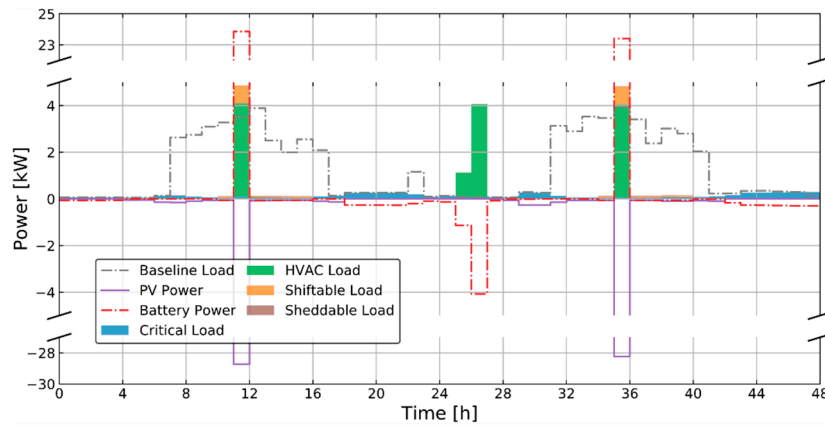 25
23
4
2
0
−2
−4
−28
−30
Power [kW]
Baseline Load
PV Power
Battery Power
Critical Load
HVAC Load
Shiftable Load
Sheddable Load
0 4 8 12 16 20 24 28 32 36 40 44 48
Time [h]